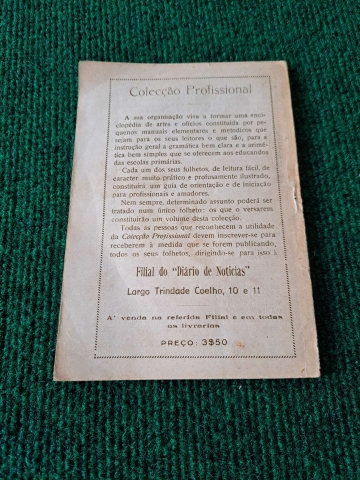 Colecção Profissional
A sua organisação visa a formar uma enci-
clopédia de artes e ofícios constituída por pe-
quenos manuais elementares e metódicos que
sejam para os seus leitores o que são, para a
instrução geral a gramática bem clara e a aritmé-
tica bem simples que se oferecem aos educandos
das escolas primárias.
Cada um dos seus folhetos, de leitura fácil, de
caracter muito prático e profusamente ilustrado,
constituirá um guia de orientação e de iniciação
para profissionais e amadores.
Nem sempre, determinado assunto poderá ser
tratado num único folheto: os que o versarem
constituirão um volume desta colecção.
Todas as pessoas que reconhecem a utilidade
da Colecção Profissional devem inscrever-se para
receberem à medida que se forem publicando,
todos os seus folhetos, dirigindo-se para isso à
Filial do "Diário de Notícias"
Largo Trindade Coelho, 10 e 11
A' venda na referida Filial e em todas
as livrarias
PREÇO: 3$50